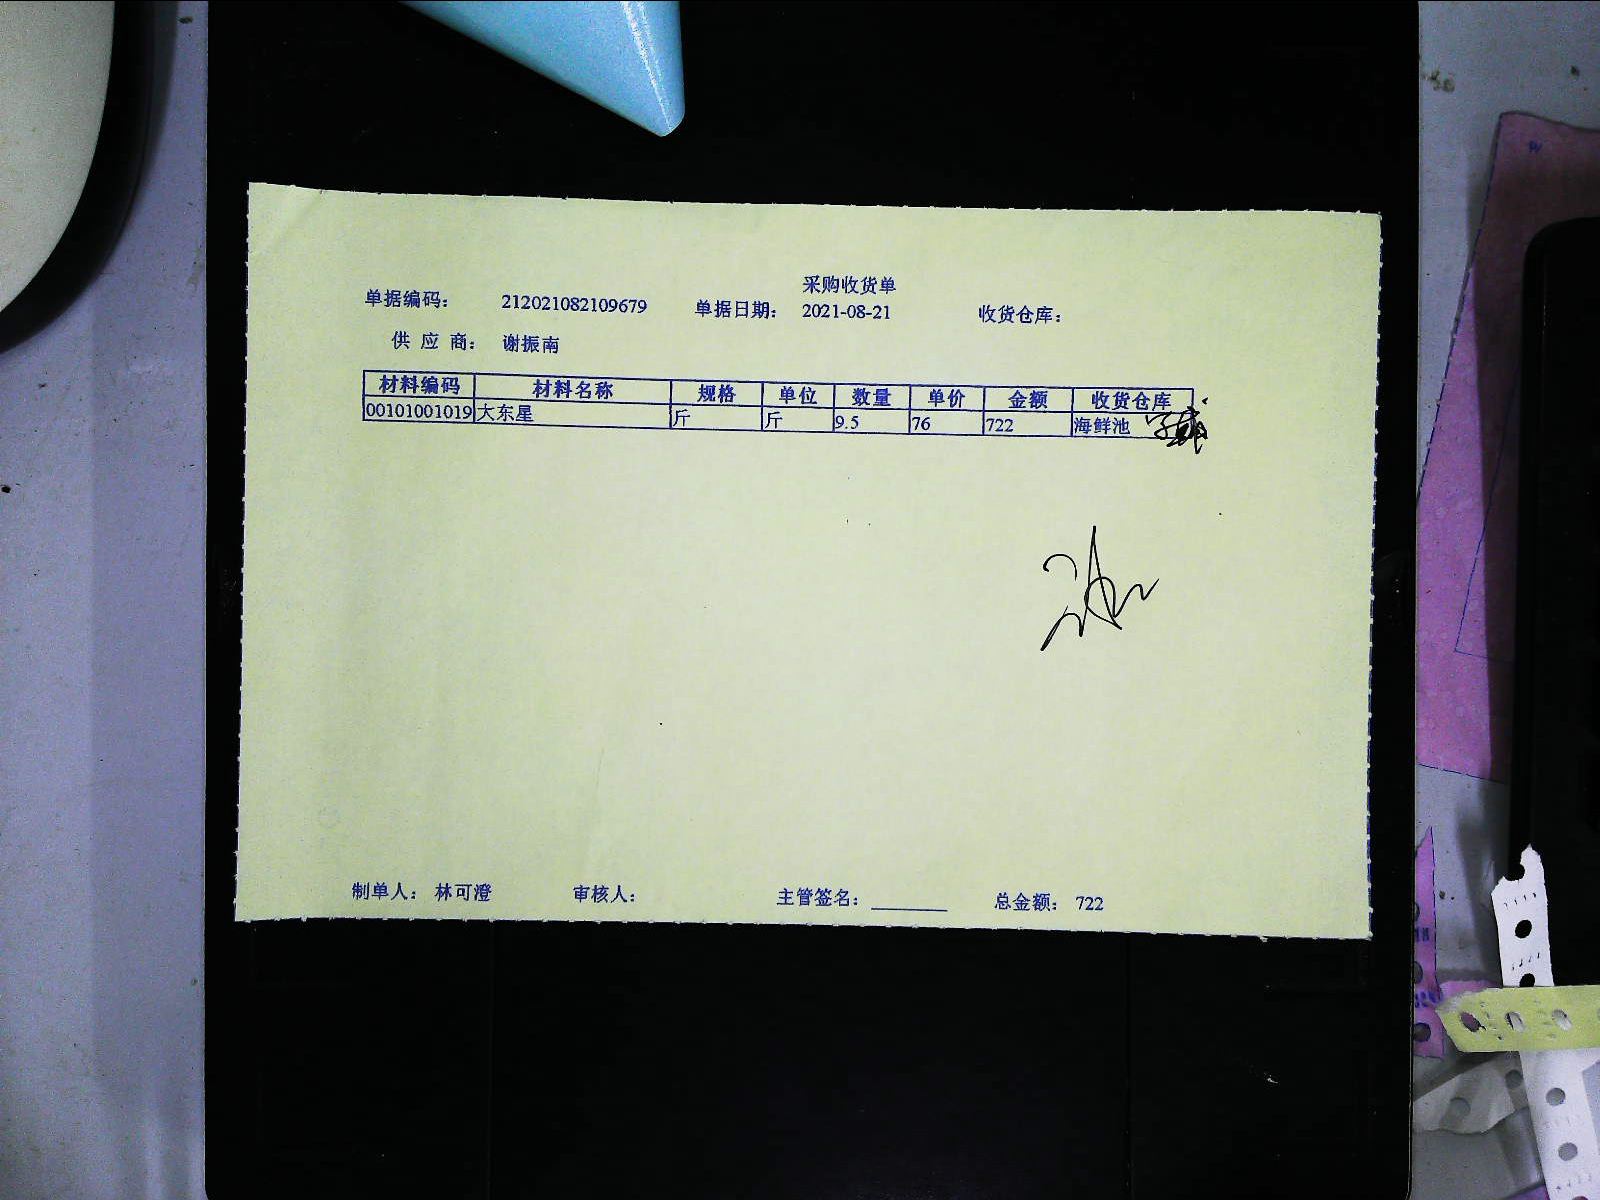 采购收货单
单据编码： 212021082109679 单据日期： 2021-08-21 收货仓库：
供 应 商： 谢振南
材料编码 材料名称 规格 单位 数量 单价 金额 收货仓库
00101001019 大东星 斤 斤 9.5 76 722 海鲜池
制单人： 林可澄 审核人： 主管签名： ________ 总金额： 722